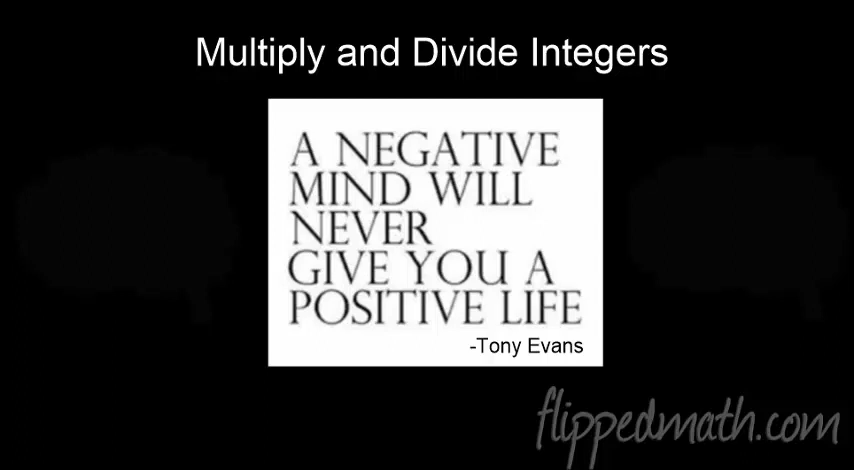 Multiply and Divide Integers
A NEGATIVE
MIND WILL
NEVER
GIVE YOU A
POSITIVE LIFE
-Tony Evans
flippedmath.com